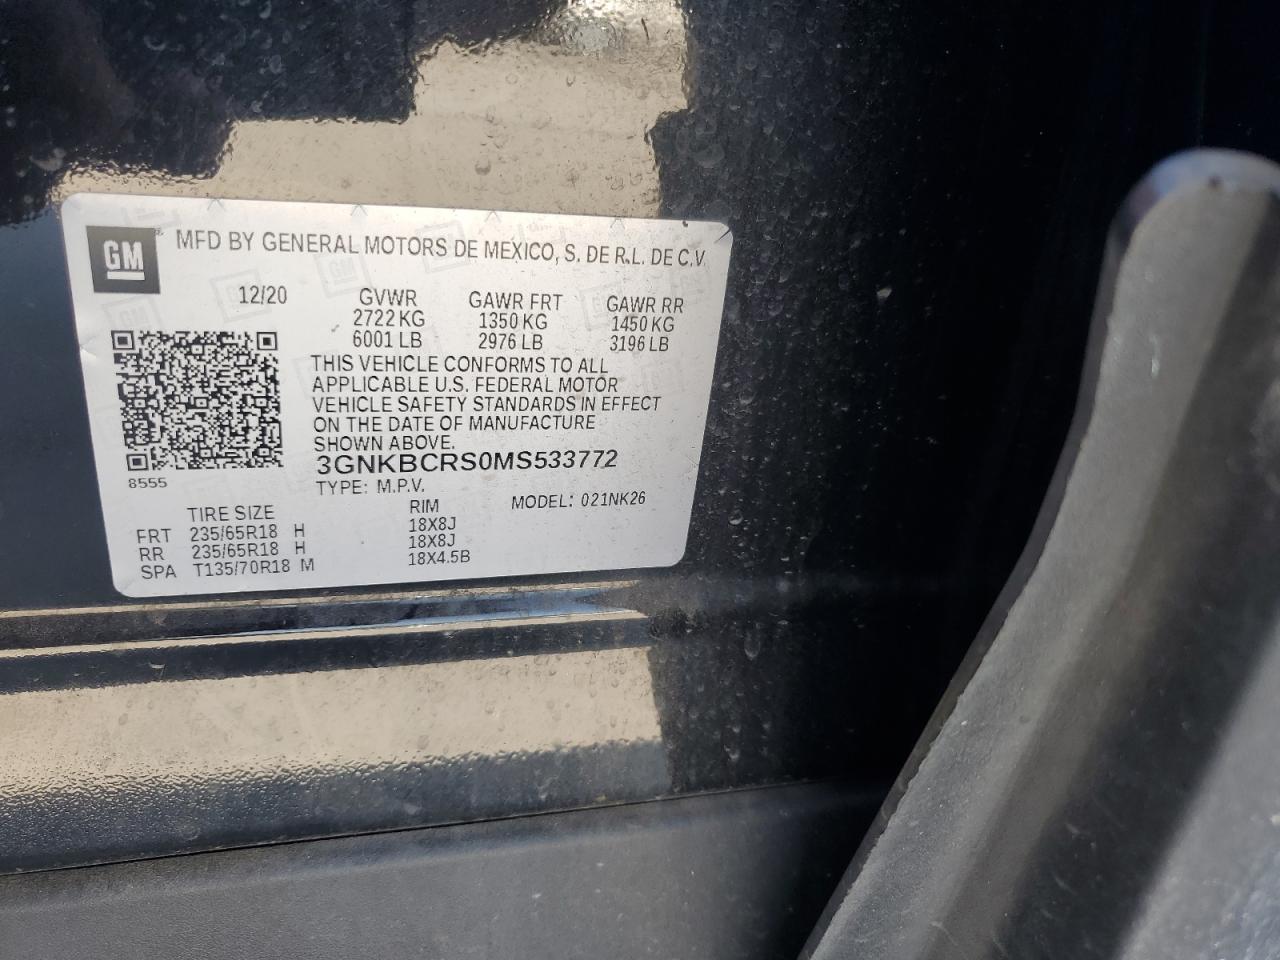 GM ® MFD BY GENERAL MOTORS DE MEXICO, S. DE R.L. DE C.V
12/20 GVWR GAWR FRT GAWR RR
2722 KG 1350 KG 1450 KG
6001 LB 2976 LB 3196 LB
THIS VEHICLE CONFORMS TO ALL
APPLICABLE U.S. FEDERAL MOTOR
VEHICLE SAFETY STANDARDS IN EFFECT
ON THE DATE OF MANUFACTURE
SHOWN ABOVE.
3GNKBCRS0MS533772
8555 TYPE: M.P.V.
TIRE SIZE RIM MODEL: 021NK26
FRT 235/65R18 H 18X8J
RR 235/65R18 H 18X8J
SPA T135/70R18 M 18X4.5B